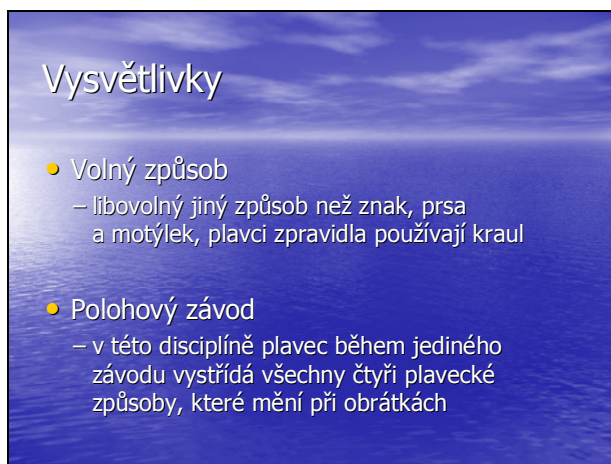 Vysvětlivky
• Volný způsob
– libovolný jiný způsob než znak, prsa
a motýlek, plavci zpravidla používají kraul
• Polohový závod
– v této disciplíně plavec během jediného
závodu vystřídá všechny čtyři plavecké
způsoby, které mění při obrátkách